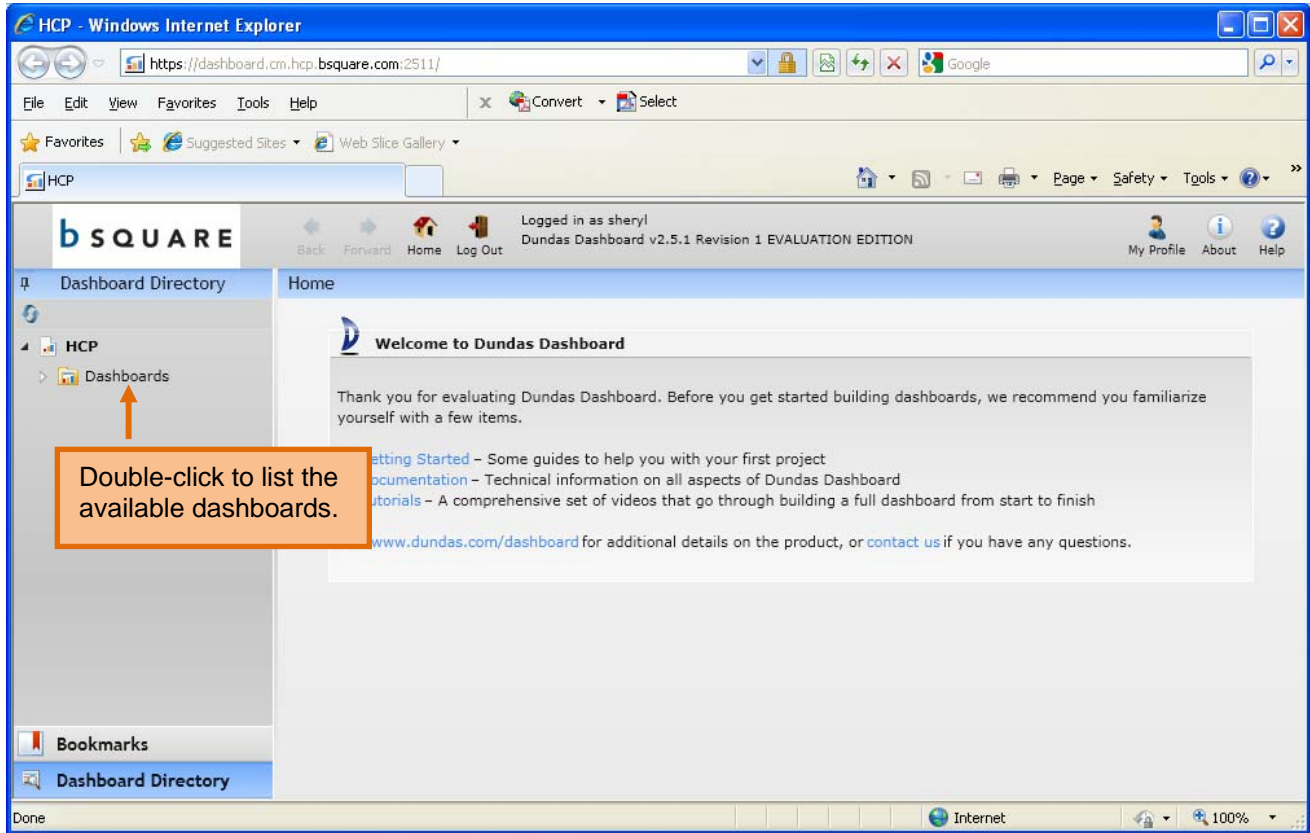 HCP - Windows Internet Explorer
https://dashboard.cm.hcp.bsquare.com:2511/
Google
File Edit View Favorites Tools Help
x Convert Select
Favorites Suggested Sites Web Slice Gallery
HCP
Page Safety Tools »
b SQUARE
Back Forward Home Log Out
Logged in as sheryl
Dundas Dashboard v2.5.1 Revision 1 EVALUATION EDITION
My Profile About Help
Dashboard Directory
Home
HCP
Dashboards
Double-click to list the
available dashboards.
Welcome to Dundas Dashboard
Thank you for evaluating Dundas Dashboard. Before you get started building dashboards, we recommend you familiarize
yourself with a few items.
etting Started – Some guides to help you with your first project
ocumentation – Technical information on all aspects of Dundas Dashboard
utorials – A comprehensive set of videos that go through building a full dashboard from start to finish
www.dundas.com/dashboard for additional details on the product, or contact us if you have any questions.
Bookmarks
Dashboard Directory
Done
Internet
100%